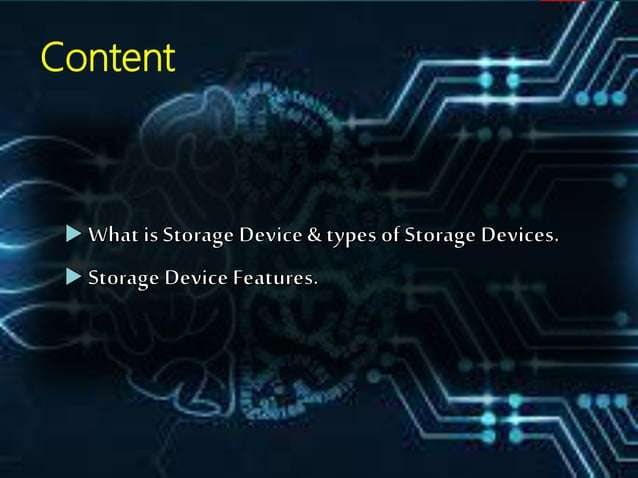 Content
What is Storage Device & types of Storage Devices.
Storage Device Features.